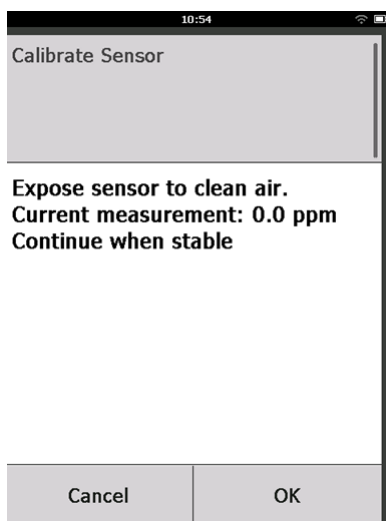 10:54
Calibrate Sensor
Expose sensor to clean air.
Current measurement: 0.0 ppm
Continue when stable
Cancel
OK